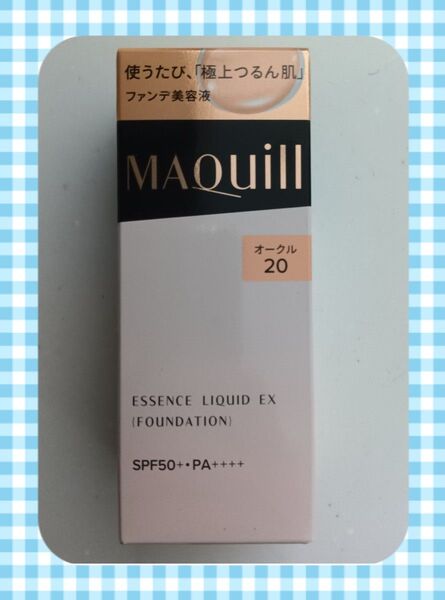 使うたび、「極上つるん肌」
ファンデ美容液
MAQuill
オークル
20
ESSENCE LIQUID EX
(FOUNDATION)
SPF50+・PA++++